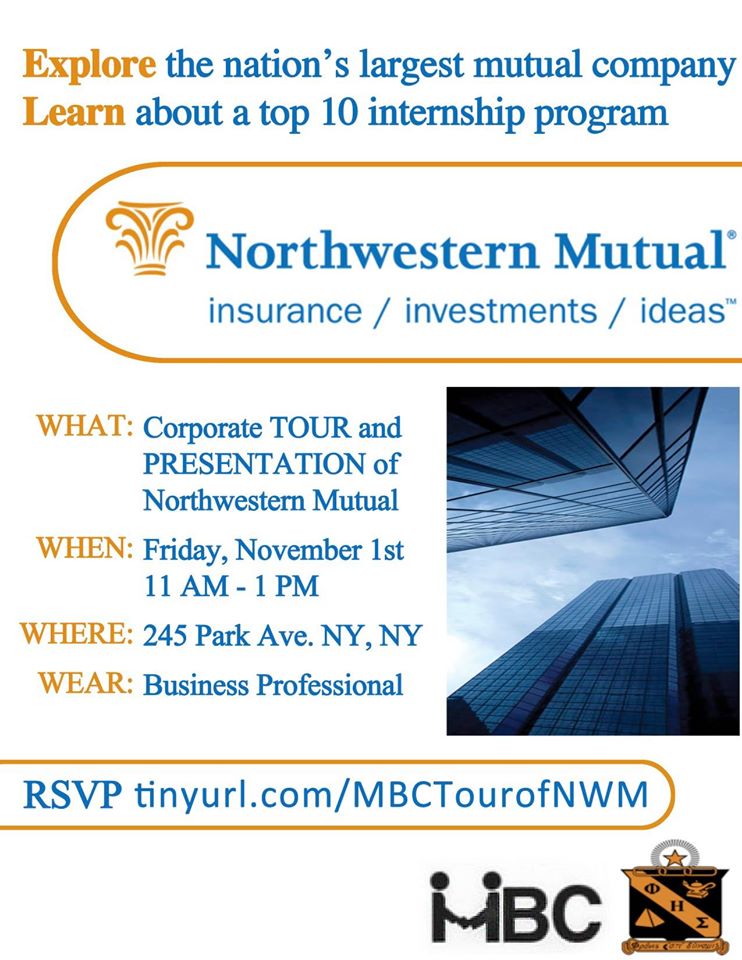 Explore the nation's largest mutual company
Learn about a top 10 internship program
Northwestern Mutual®
insurance / investments / ideas™
WHAT: Corporate TOUR and
PRESENTATION of
Northwestern Mutual
WHEN: Friday, November 1st
11 AM - 1 PM
WHERE: 245 Park Ave. NY, NY
WEAR: Business Professional
RSVP tinyurl.com/MBCTourofNWM
MBC
Φ Η Σ